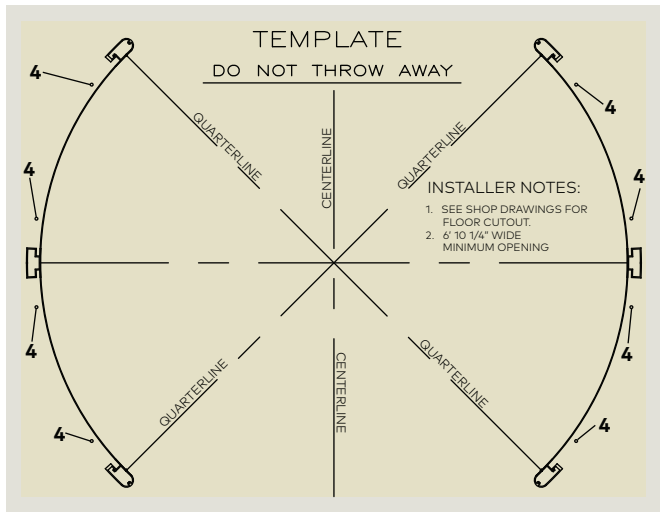 TEMPLATE
DO NOT THROW AWAY
4
4
QUARTERLINE
CENTERLINE
QUARTERLINE
4
4
INSTALLER NOTES:
1. SEE SHOP DRAWINGS FOR
FLOOR CUTOUT.
2. 6' 10 1/4" WIDE
MINIMUM OPENING
4
QUARTERLINE
CENTERLINE
QUARTERLINE
4
4
4